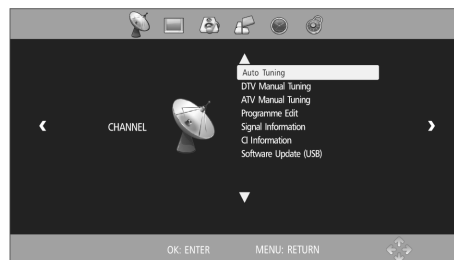 CHANNEL
Auto Tuning
DTV Manual Tuning
ATV Manual Tuning
Programme Edit
Signal Information
CI Information
Software Update (USB)
OK: ENTER MENU: RETURN